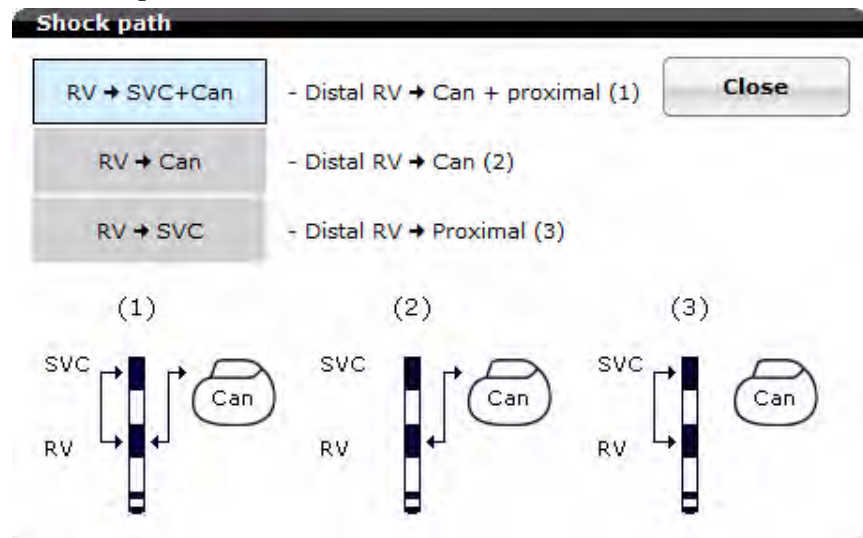 Shock path
RV → SVC+Can - Distal RV → Can + proximal (1) Close
RV → Can - Distal RV → Can (2)
RV → SVC - Distal RV → Proximal (3)
(1) (2) (3)
SVC SVC SVC
Can Can Can
RV RV RV